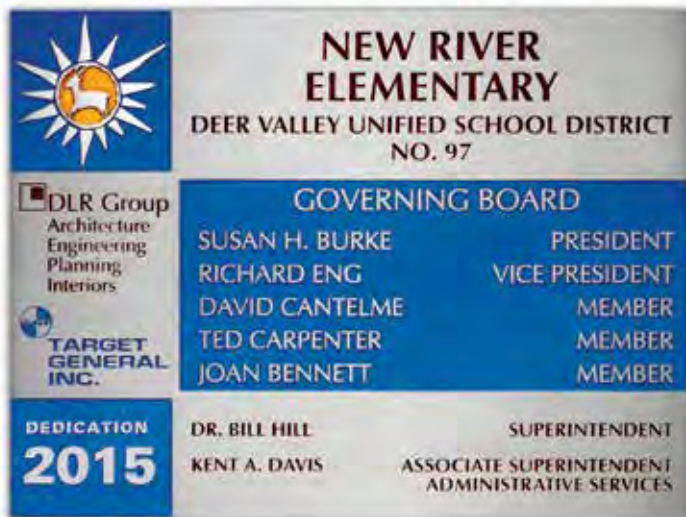 NEW RIVER
ELEMENTARY
DEER VALLEY UNIFIED SCHOOL DISTRICT
NO. 97
DLR Group
Architecture
Engineering
Planning
Interiors
TARGET
GENERAL
INC.
GOVERNING BOARD
SUSAN H. BURKE PRESIDENT
RICHARD ENG VICE PRESIDENT
DAVID CANTELME MEMBER
TED CARPENTER MEMBER
JOAN BENNETT MEMBER
DEDICATION
2015
DR. BILL HILL SUPERINTENDENT
KENT A. DAVIS ASSOCIATE SUPERINTENDENT
ADMINISTRATIVE SERVICES